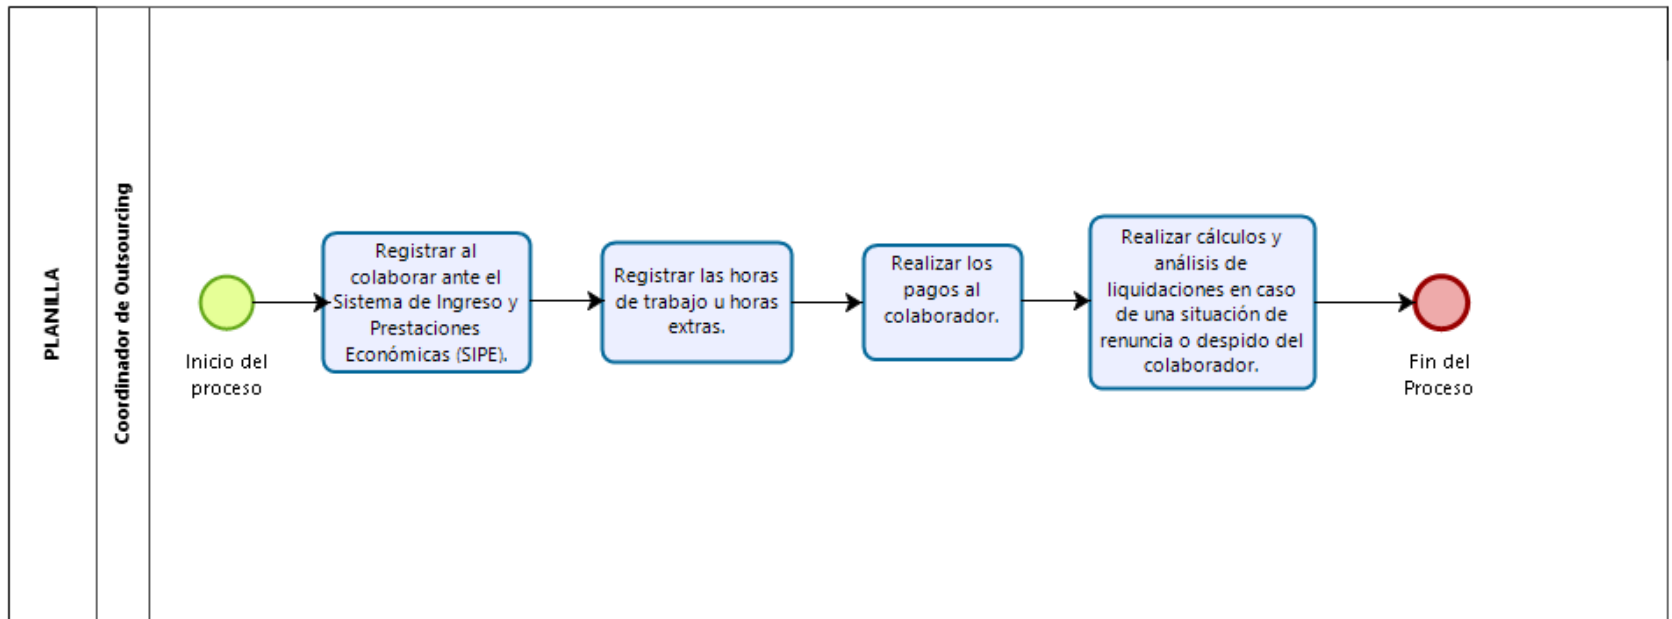 PLANILLA
Coordinador de Outsourcing
Inicio del
proceso
Registrar al
colaborar ante el
Sistema de Ingreso y
Prestaciones
Económicas (SIPE).
Registrar las horas
de trabajo u horas
extras.
Realizar los
pagos al
colaborador.
Realizar cálculos y
análisis de
liquidaciones en caso
de una situación de
renuncia o despido del
colaborador.
Fin del
Proceso